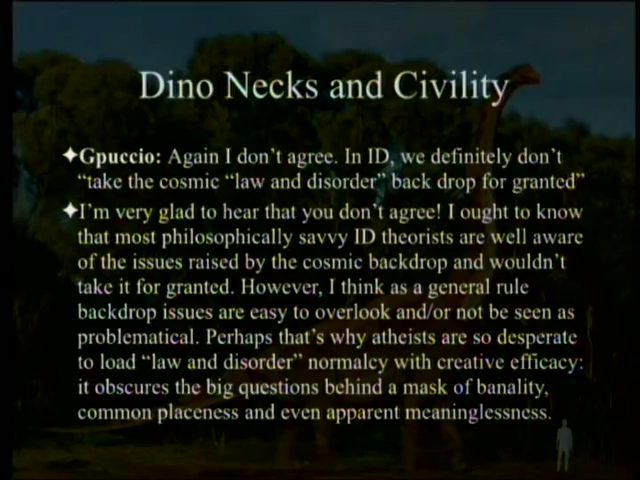 Dino Necks and Civility
✦Gpuccio: Again I don't agree. In ID, we definitely don't
"take the cosmic "law and disorder" back drop for granted"
✦I'm very glad to hear that you don't agree! I ought to know
that most philosophically savvy ID theorists are well aware
of the issues raised by the cosmic backdrop and wouldn't
take it for granted. However, I think as a general rule
backdrop issues are easy to overlook and/or not be seen as
problematical. Perhaps that's why atheists are so desperate
to load "law and disorder" normalcy with creative efficacy:
it obscures the big questions behind a mask of banality,
common placeness and even apparent meaninglessness.